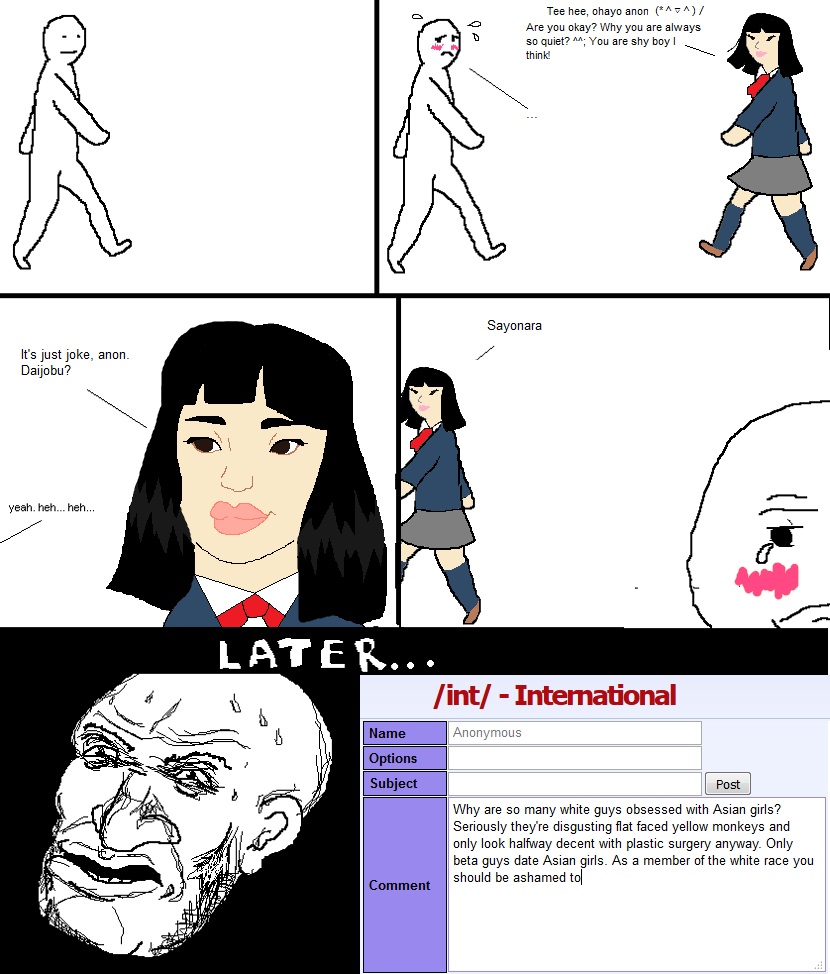 Tee hee, ohayo anon (*^▽^)/
Are you okay? Why you are always
so quiet? ^^; You are shy boy I
think!
...
It's just joke, anon.
Daijobu?
yeah. heh... heh...
Sayonara
LATER...
/int/ - International
Name
Anonymous
Options
Subject
Post
Comment
Why are so many white guys obsessed with Asian girls?
Seriously they're disgusting flat faced yellow monkeys and
only look halfway decent with plastic surgery anyway. Only
beta guys date Asian girls. As a member of the white race you
should be ashamed to